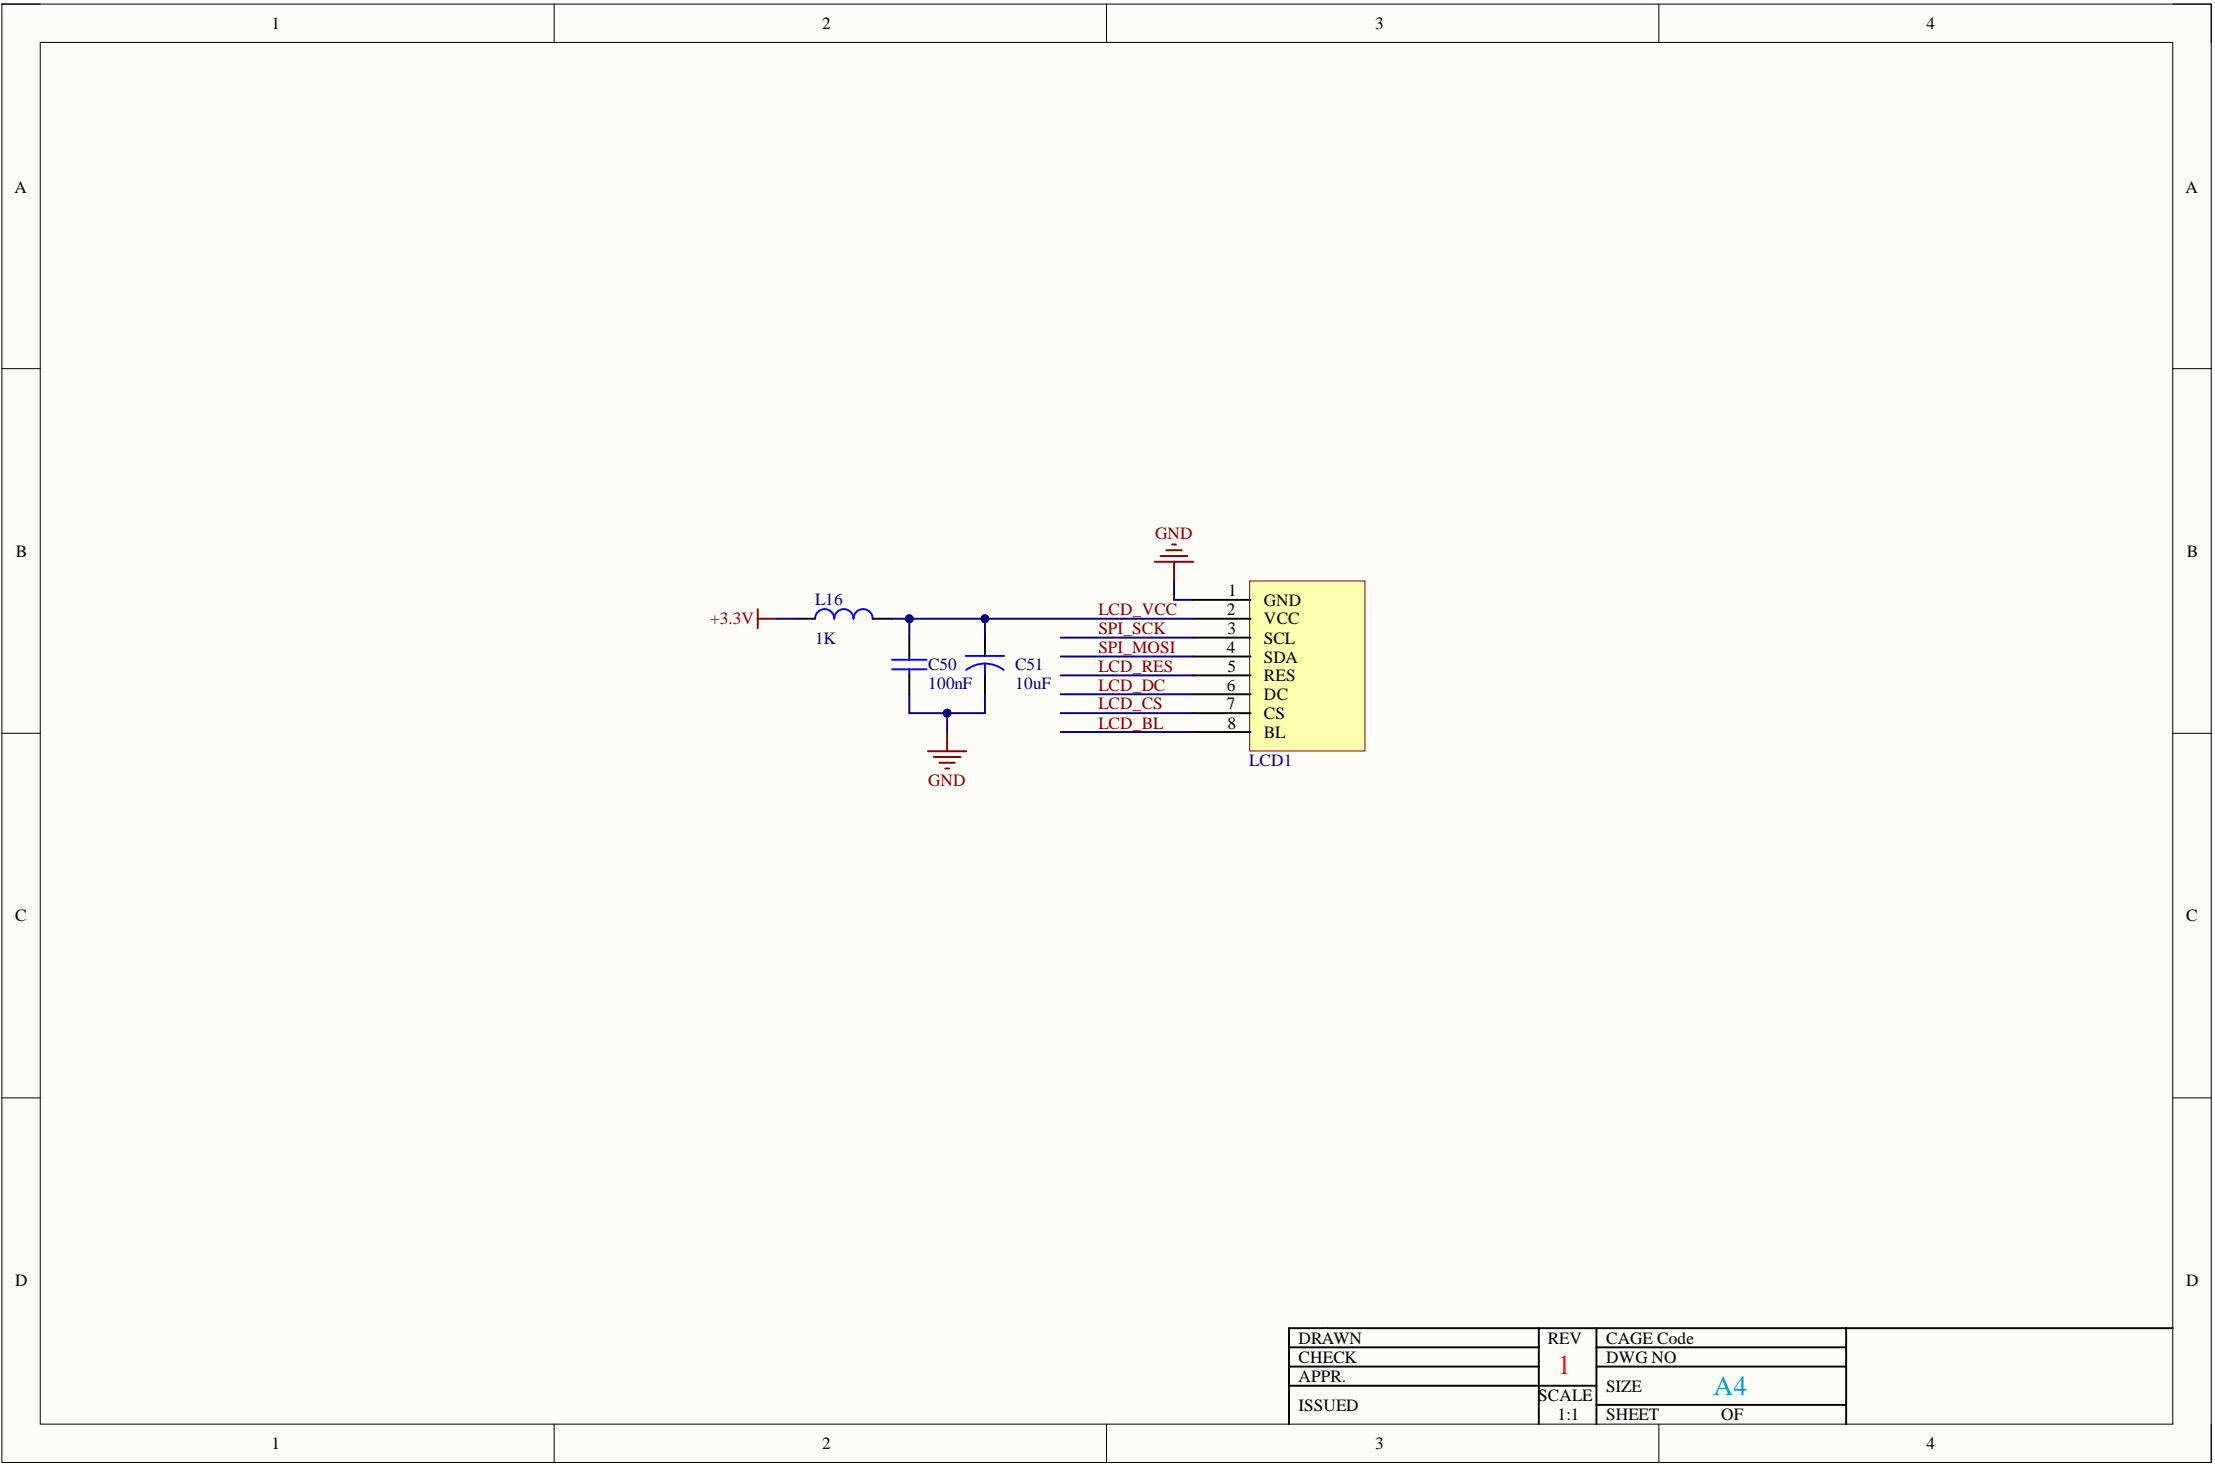 1 2 3 4
A A
B B
C C
D D
GND
+3.3V
L16
1K
C50
100nF
C51
10uF
GND
LCD_VCC
SPI_SCK
SPI_MOSI
LCD_RES
LCD_DC
LCD_CS
LCD_BL
1 GND
2 VCC
3 SCL
4 SDA
5 RES
6 DC
7 CS
8 BL
LCD1
DRAWN
CHECK
APPR.
ISSUED
REV
1
SCALE
1:1
CAGE Code
DWG NO
SIZE A4
SHEET OF
1 2 3 4